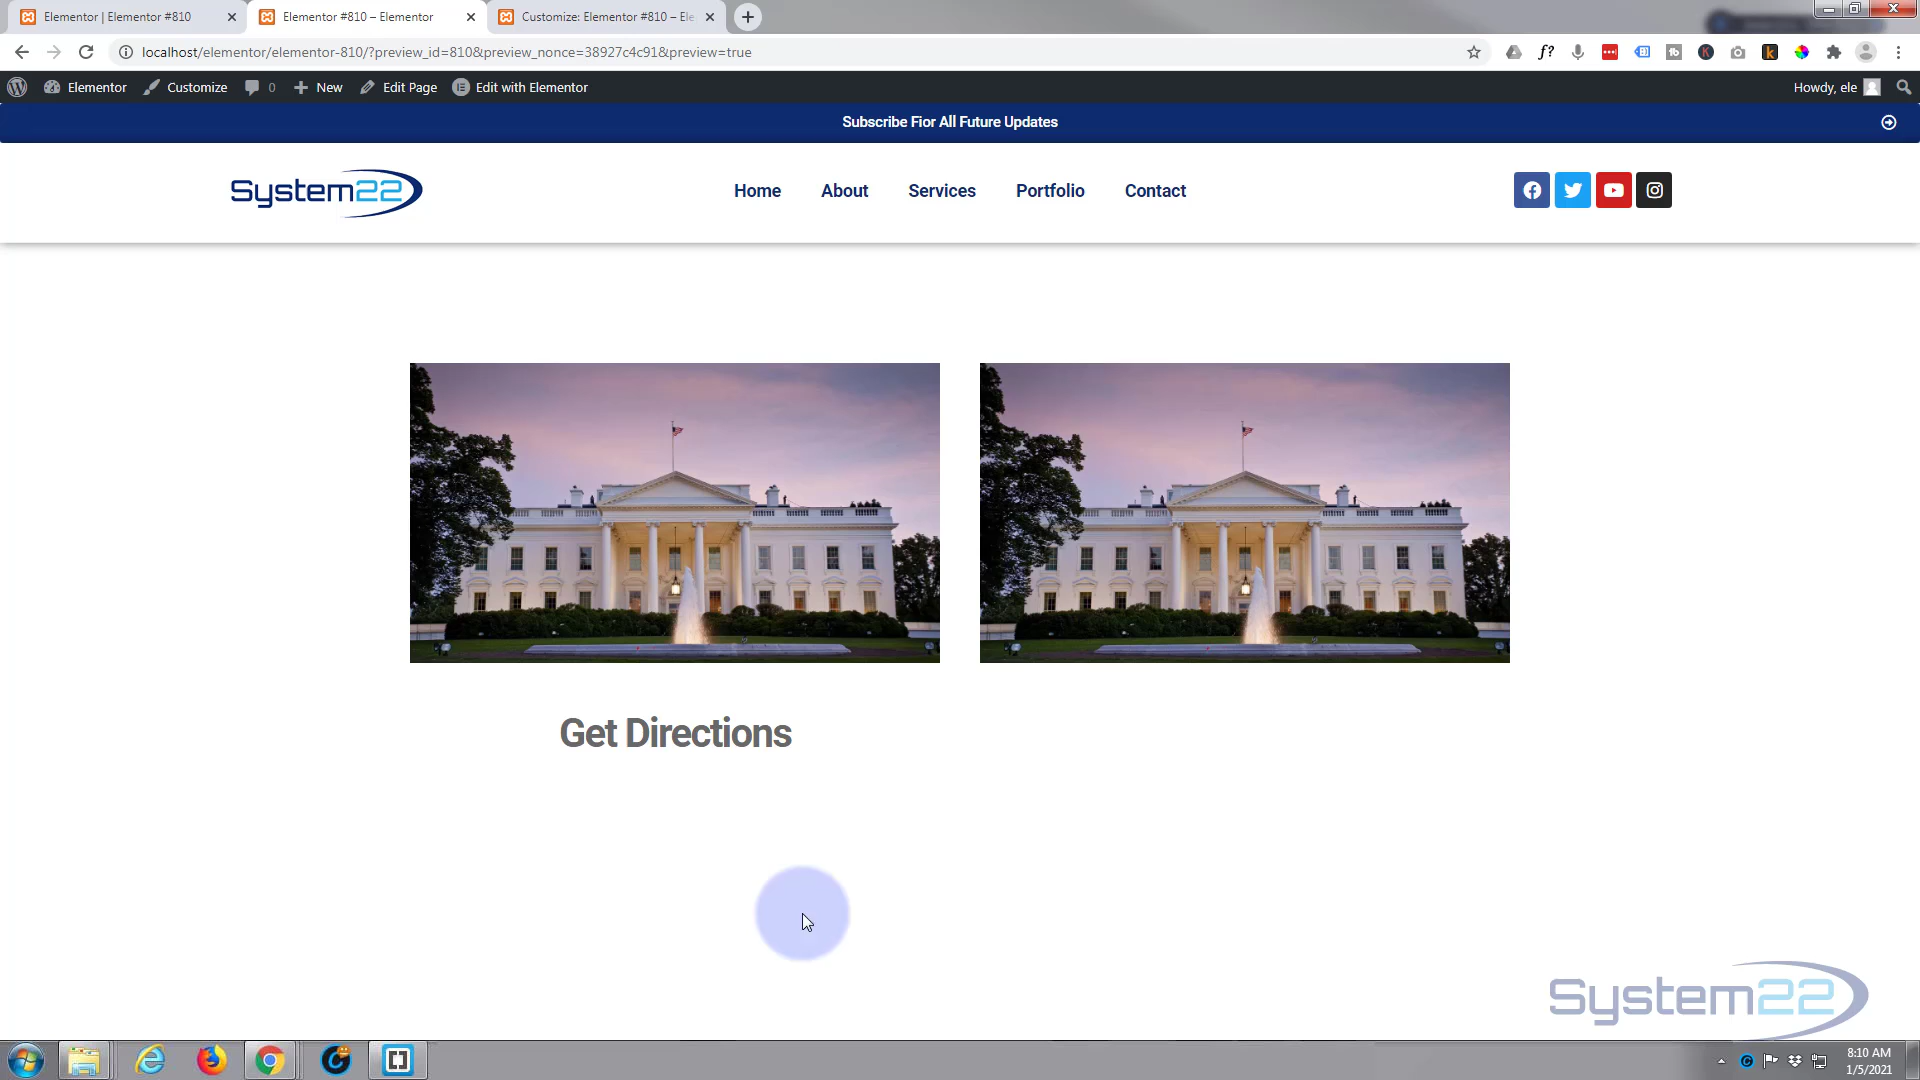 Elementor | Elementor #810
Elementor #810 – Elementor
Customize: Elementor #810 – Ele
localhost/elementor/elementor-810/?preview_id=810&preview_nonce=38927c4c91&preview=true
Elementor
Customize
0
New
Edit Page
Edit with Elementor
Howdy, ele
Subscribe Fior All Future Updates
System22
Home
About
Services
Portfolio
Contact
Get Directions
System22
8:10 AM
1/5/2021